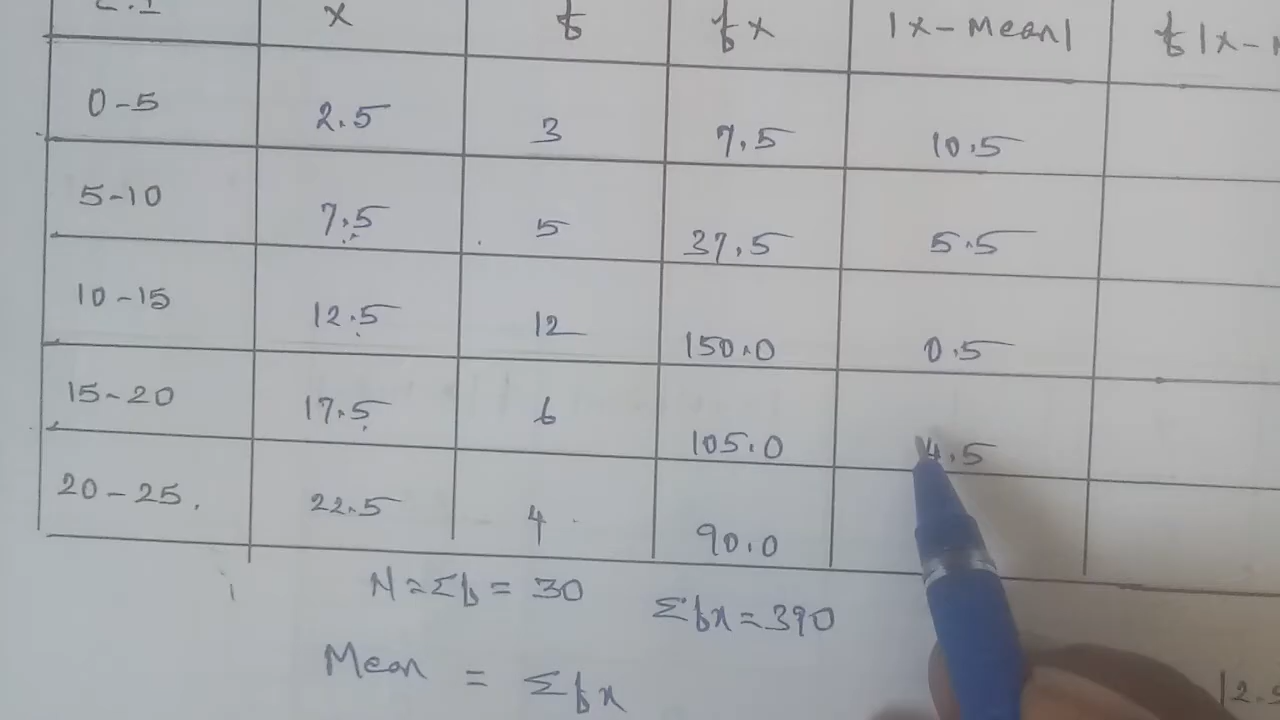 C.I x f fx |x-Mean| f|x-
0-5 2.5 3 7.5 10.5
5-10 7.5 5 37.5 5.5
10-15 12.5 12 150.0 0.5
15-20 17.5 6 105.0 4.5
20-25. 22.5 4 90.0
N=Σf=30 Σfx=390
Mean = Σfx
|2.5